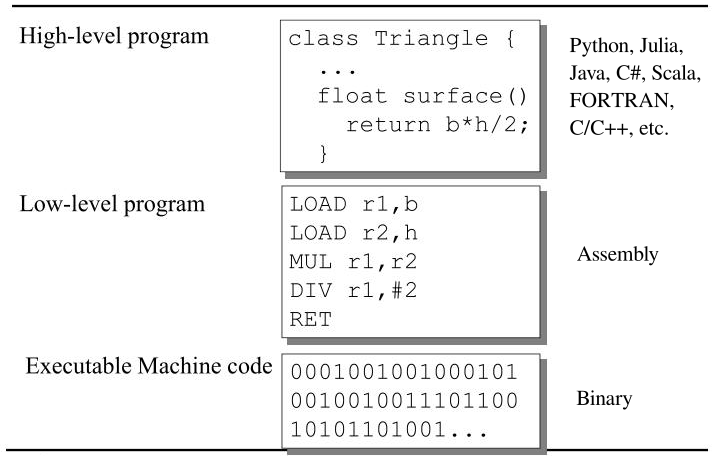 High-level program
class Triangle {
...
float surface()
return b*h/2;
}
Python, Julia,
Java, C#, Scala,
FORTRAN,
C/C++, etc.
Low-level program
LOAD r1,b
LOAD r2,h
MUL r1,r2
DIV r1,#2
RET
Assembly
Executable Machine code
0001001001000101
0010010011101100
10101101001...
Binary